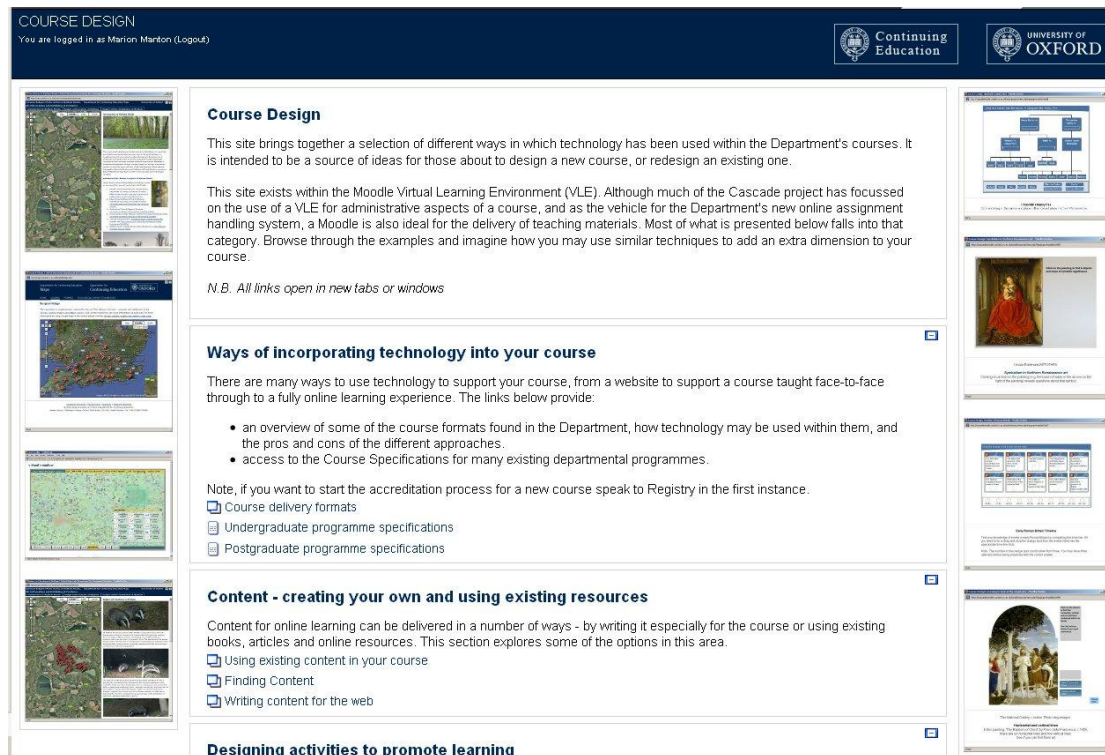 COURSE DESIGN
You are logged in as Marion Manton (Logout)
Continuing
Education
UNIVERSITY OF
OXFORD
Course Design
This site brings together a selection of different ways in which technology has been used within the Department's courses. It
is intended to be a source of ideas for those about to design a new course, or redesign an existing one.
This site exists within the Moodle Virtual Learning Environment (VLE). Although much of the Cascade project has focussed
on the use of a VLE for administrative aspects of a course, and as the vehicle for the Department's new online assignment
handling system, a Moodle is also ideal for the delivery of teaching materials. Most of what is presented below falls into that
category. Browse through the examples and imagine how you may use similar techniques to add an extra dimension to your
course.
N.B. All links open in new tabs or windows
Ways of incorporating technology into your course
There are many ways to use technology to support your course, from a website to support a course taught face-to-face
through to a fully online learning experience. The links below provide:
• an overview of some of the course formats found in the Department, how technology may be used within them, and
the pros and cons of the different approaches.
• access to the Course Specifications for many existing departmental programmes.
Note, if you want to start the accreditation process for a new course speak to Registry in the first instance.
Course delivery formats
Undergraduate programme specifications
Postgraduate programme specifications
Content - creating your own and using existing resources
Content for online learning can be delivered in a number of ways - by writing it especially for the course or using existing
books, articles and online resources. This section explores some of the options in this area.
Using existing content in your course
Finding Content
Writing content for the web
Designing activities to promote learning